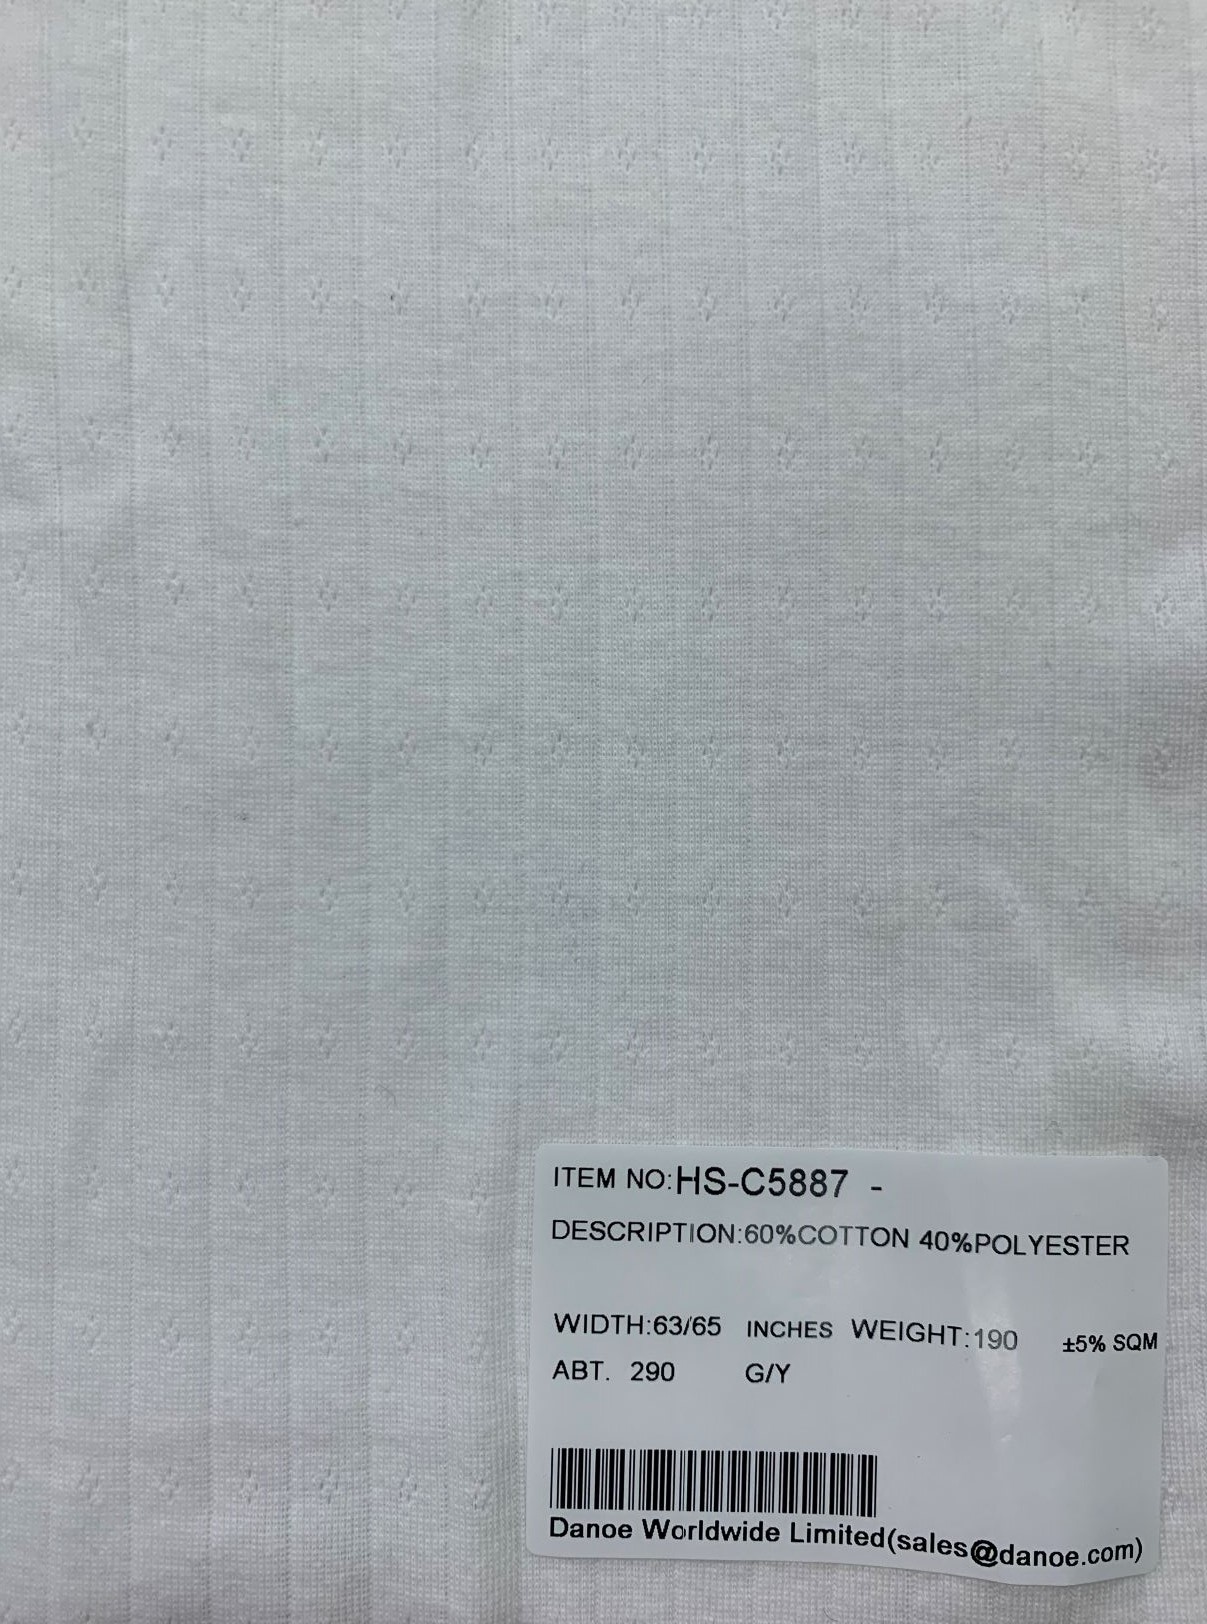 ITEM NO:HS-C5887 -
DESCRIPTION:60%COTTON 40%POLYESTER
WIDTH:63/65 INCHES WEIGHT:190 ±5% SQM
ABT. 290 G/Y
Danoe Worldwide Limited(sales@danoe.com)